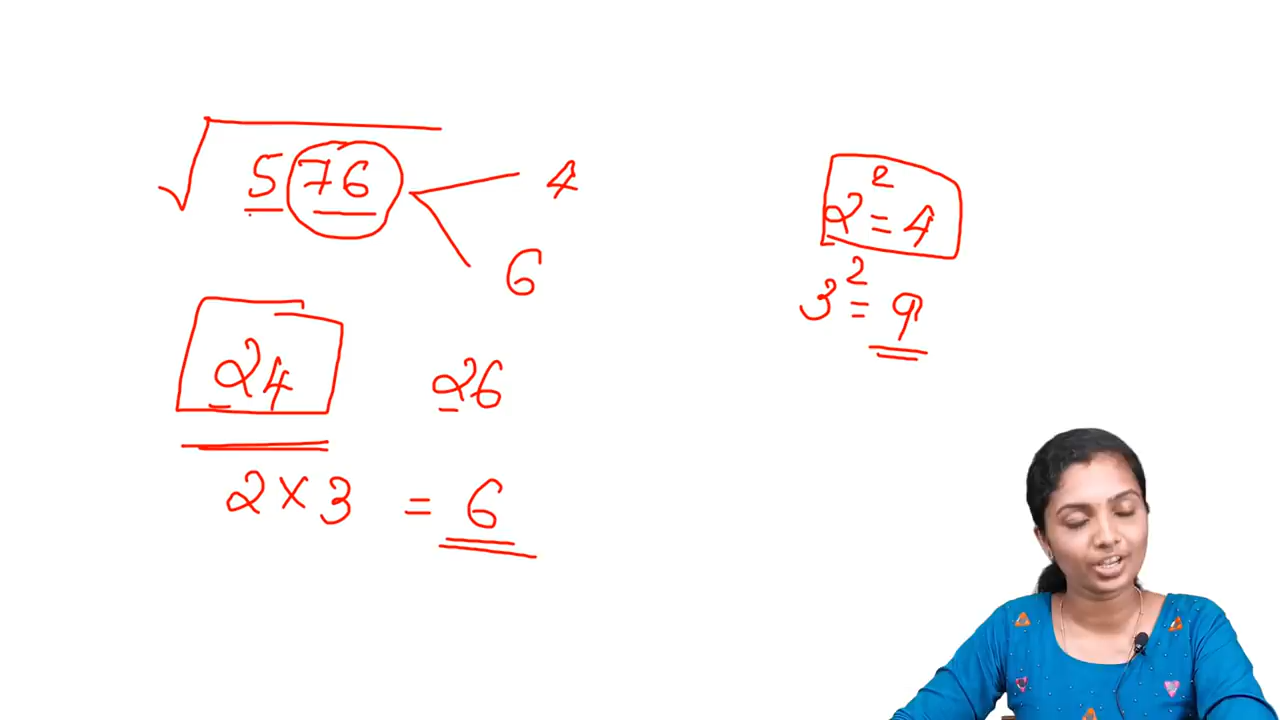 √576 4
6
24 26
2 × 3 = 6
2² = 4
3² = 9